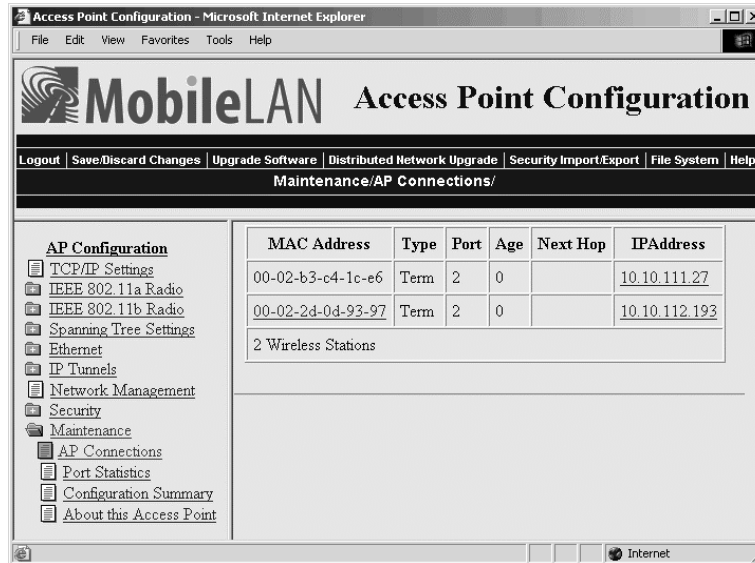 Access Point Configuration - Microsoft Internet Explorer
File Edit View Favorites Tools Help
MobileLAN Access Point Configuration
Logout | Save/Discard Changes | Upgrade Software | Distributed Network Upgrade | Security Import/Export | File System | Help
Maintenance/AP Connections/
AP Configuration
TCP/IP Settings
IEEE 802.11a Radio
IEEE 802.11b Radio
Spanning Tree Settings
Ethernet
IP Tunnels
Network Management
Security
Maintenance
AP Connections
Port Statistics
Configuration Summary
About this Access Point
MAC Address Type Port Age Next Hop IPAddress
00-02-b3-c4-1c-e6 Term 2 0 10.10.111.27
00-02-2d-0d-93-97 Term 2 0 10.10.112.193
2 Wireless Stations
Internet